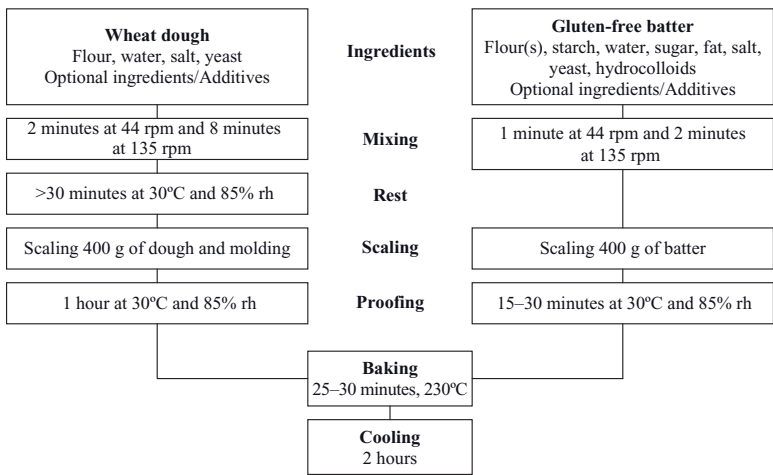 Wheat dough
Flour, water, salt, yeast
Optional ingredients/Additives
Ingredients
Gluten-free batter
Flour(s), starch, water, sugar, fat, salt,
yeast, hydrocolloids
Optional ingredients/Additives
2 minutes at 44 rpm and 8 minutes
at 135 rpm
Mixing
1 minute at 44 rpm and 2 minutes
at 135 rpm
>30 minutes at 30ºC and 85% rh
Rest
Scaling 400 g of dough and molding
Scaling
Scaling 400 g of batter
1 hour at 30ºC and 85% rh
Proofing
15–30 minutes at 30ºC and 85% rh
Baking
25–30 minutes, 230ºC
Cooling
2 hours